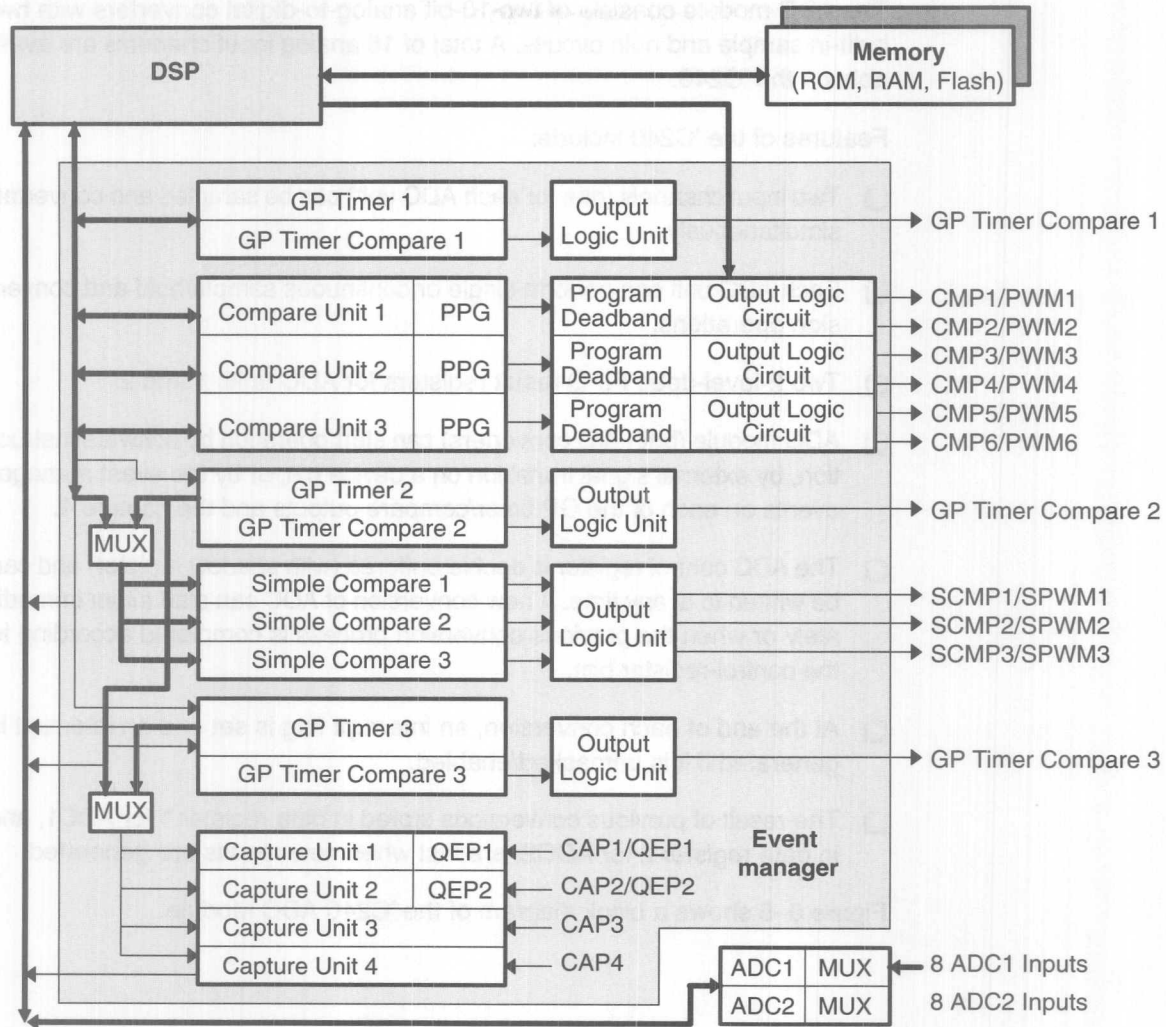 DSP
Memory
(ROM, RAM, Flash)
GP Timer 1
GP Timer Compare 1
Output
Logic Unit
GP Timer Compare 1
Compare Unit 1 PPG
Compare Unit 2 PPG
Compare Unit 3 PPG
Program
Deadband
Output Logic
Circuit
Program
Deadband
Output Logic
Circuit
Program
Deadband
Output Logic
Circuit
CMP1/PWM1
CMP2/PWM2
CMP3/PWM3
CMP4/PWM4
CMP5/PWM5
CMP6/PWM6
GP Timer 2
GP Timer Compare 2
Output
Logic Unit
GP Timer Compare 2
MUX
Simple Compare 1
Simple Compare 2
Simple Compare 3
Output
Logic Unit
SCMP1/SPWM1
SCMP2/SPWM2
SCMP3/SPWM3
GP Timer 3
GP Timer Compare 3
Output
Logic Unit
GP Timer Compare 3
MUX
Capture Unit 1 QEP1 CAP1/QEP1
Capture Unit 2 QEP2 CAP2/QEP2
Capture Unit 3 CAP3
Capture Unit 4 CAP4
Event
manager
ADC1 MUX 8 ADC1 Inputs
ADC2 MUX 8 ADC2 Inputs